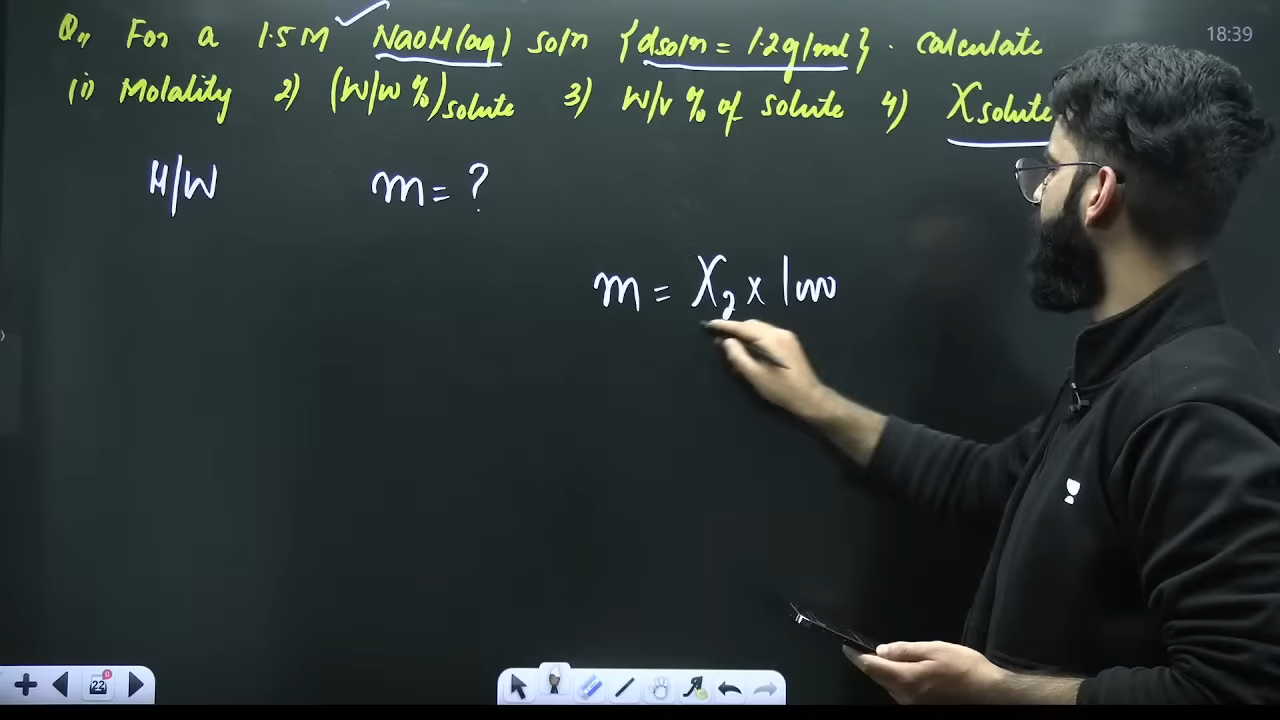 Q,, For a 1.5M NaOH(aq) soln {dsoln = 1.2g/ml}. Calculate
18:39
(i) Molality 2) (W/W %)solute 3) W/V % of solute 4) Xsolute
H/W m = ?
m = X2 x 1000
22